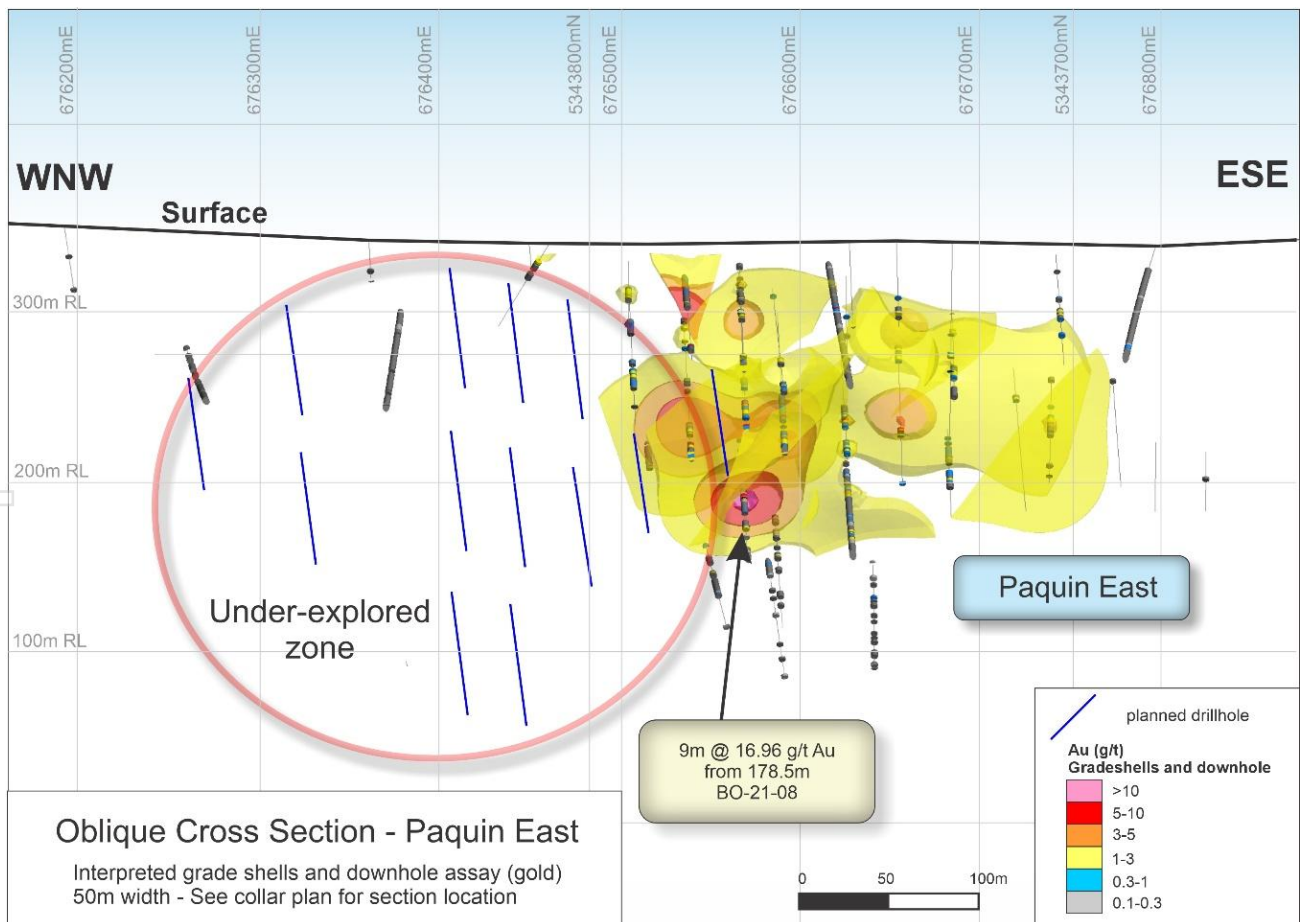 676200mE
676300mE
676400mE
5343800mN
676500mE
676600mE
676700mE
5343700mN
676800mE
WNW
ESE
Surface
300m RL
200m RL
100m RL
Under-explored
zone
Paquin East
9m @ 16.96 g/t Au
from 178.5m
BO-21-08
planned drillhole
Au (g/t)
Gradeshells and downhole
>10
5-10
3-5
1-3
0.3-1
0.1-0.3
Oblique Cross Section - Paquin East
Interpreted grade shells and downhole assay (gold)
50m width - See collar plan for section location
0 50 100m